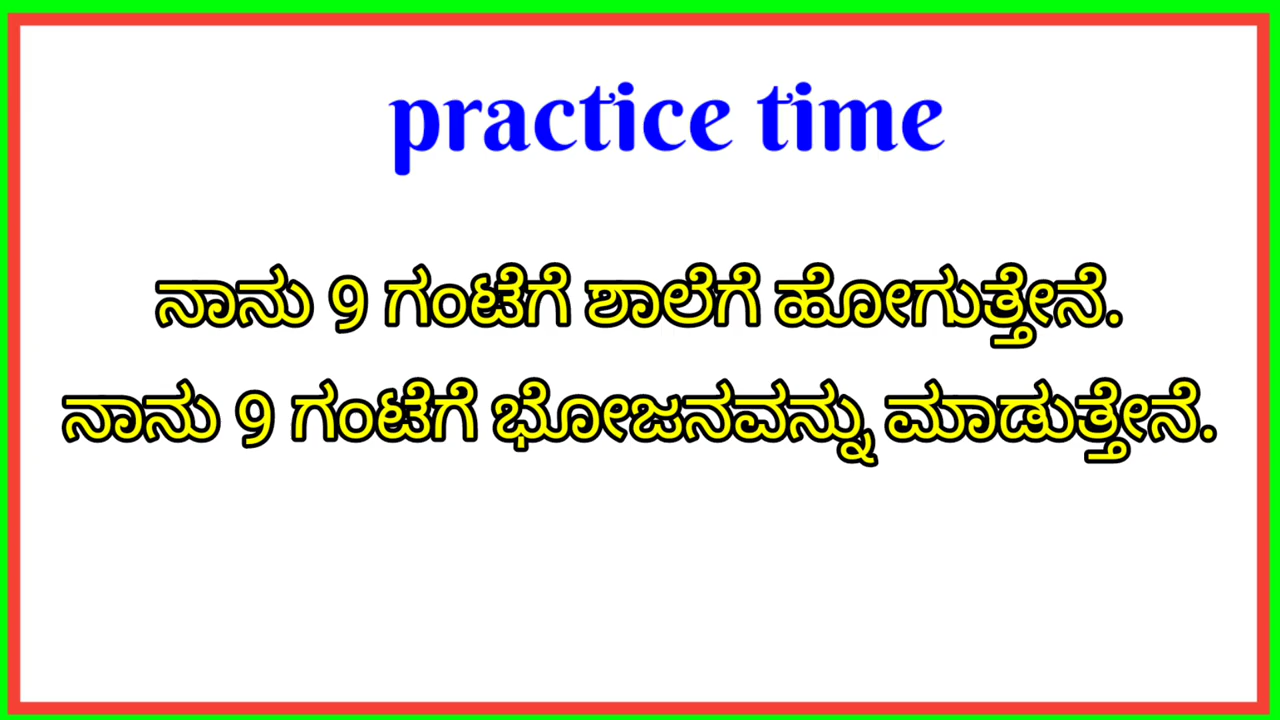 practice time
ನಾನು 9 ಗಂಟೆಗೆ ಶಾಲೆಗೆ ಹೋಗುತ್ತೇನೆ.
ನಾನು 9 ಗಂಟೆಗೆ ಭೋಜನವನ್ನು ಮಾಡುತ್ತೇನೆ.